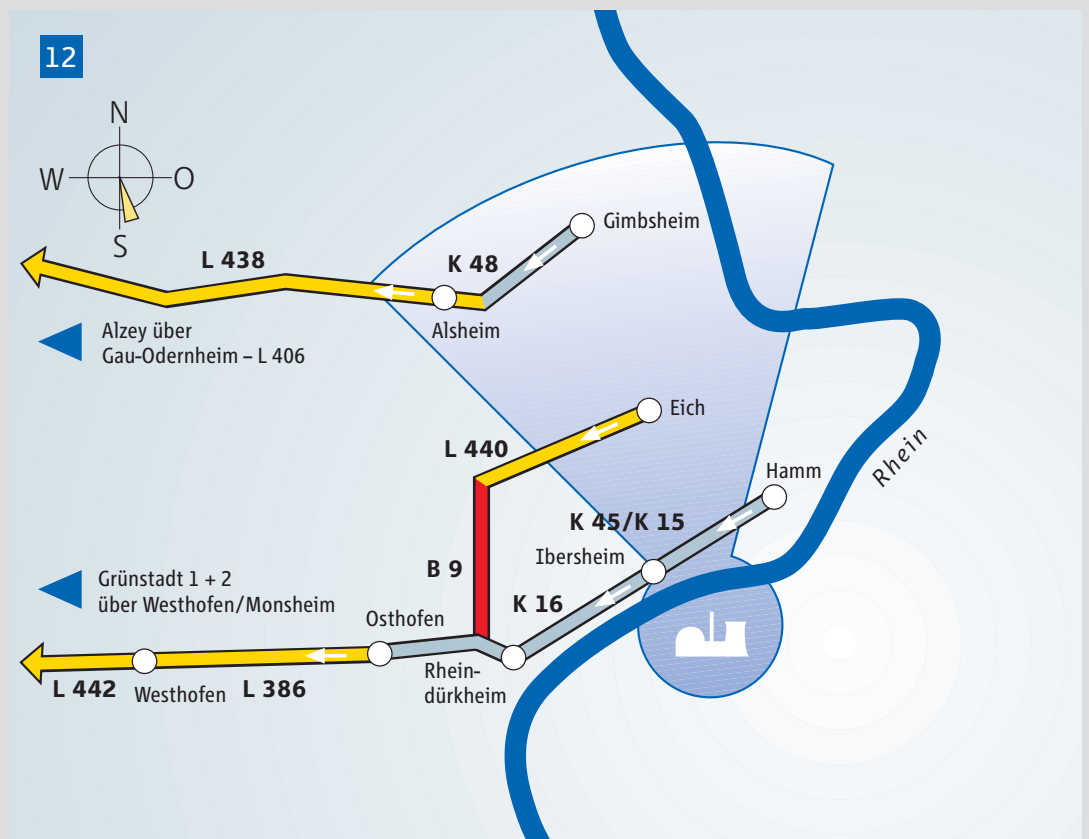 12
N
W
O
S
Gimbsheim
L 438
K 48
Alsheim
Alzey über
Gau-Odernheim – L 406
Eich
L 440
Rhein
Hamm
K 45/K 15
Ibersheim
B 9
Grünstadt 1 + 2
über Westhofen/Monsheim
K 16
Osthofen
Rhein-
dürkheim
L 442
Westhofen
L 386